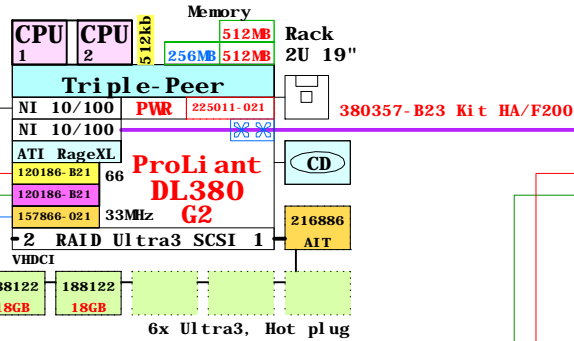 Memory
CPU CPU 512kb 512MB Rack
1 2 256MB 512MB 2U 19"
Triple-Peer
NI 10/100 PWR 225011-021 380357-B23 Kit HA/F200
NI 10/100
ATI RageXL ProLiant CD
120186-B21 66 DL380
120186-B21 G2
157866-021 33MHz 216886
2 RAID Ultra3 SCSI 1 AIT
VHDCI
88122 188122
18GB 18GB
6x Ultra3, Hot plug